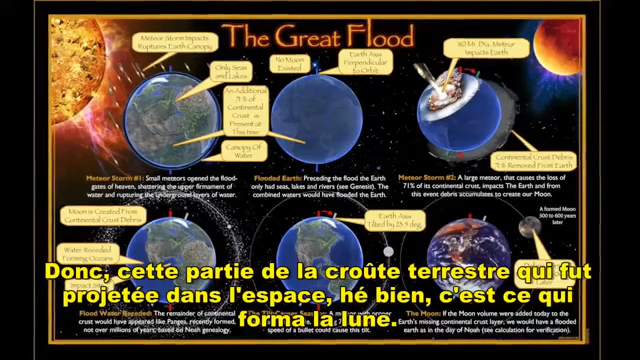 The Great Flood
Meteor Storm Impacts
Ruptures Earth Canopy
Only Seas
and Lakes
An Additional
71% of
Continental
Crust is
Present at
This time
Canopy
Of Water
No Moon
Existed
Earth Axis
Perpendicular
to Orbit
80 Mi. Dia. Meteor
Impacts Earth
Continental Crust Debris
71% Removed From Earth
Meteor Storm #1: Small meteors opened the flood-
gates of heaven, shattering the upper firmament of
water and rupturing the underground layers of water.
Flooded Earth: Preceding the flood the Earth
only had seas, lakes and rivers (see Genesis). The
combined waters would have flooded the Earth.
Meteor Storm #2: A large meteor, that causes the loss of
71% of its continental crust, impacts The Earth and from
this event debris accumulates to create our Moon.
Moon is Created From
Continental Crust Debris
Water Receded
Forming Oceans
Earth Axis
Tilted by 23.5 deg.
A formed Moon
500 to 600 years
later
Donc, cette partie de la croûte terrestre qui fut
projetée dans l'espace, hé bien, c'est ce qui
forma la lune.
Flood Water Receded: The remainder of continental
crust would have appeared like Pangea, recently formed,
not over millions of years, based on Noah genealogy.
speed of a bullet could cause this tilt.
The Moon: If the Moon volume were added today to the
Earth's missing continental crust layer, we would have a flooded
earth as in the day of Noah (see calculation for verification).